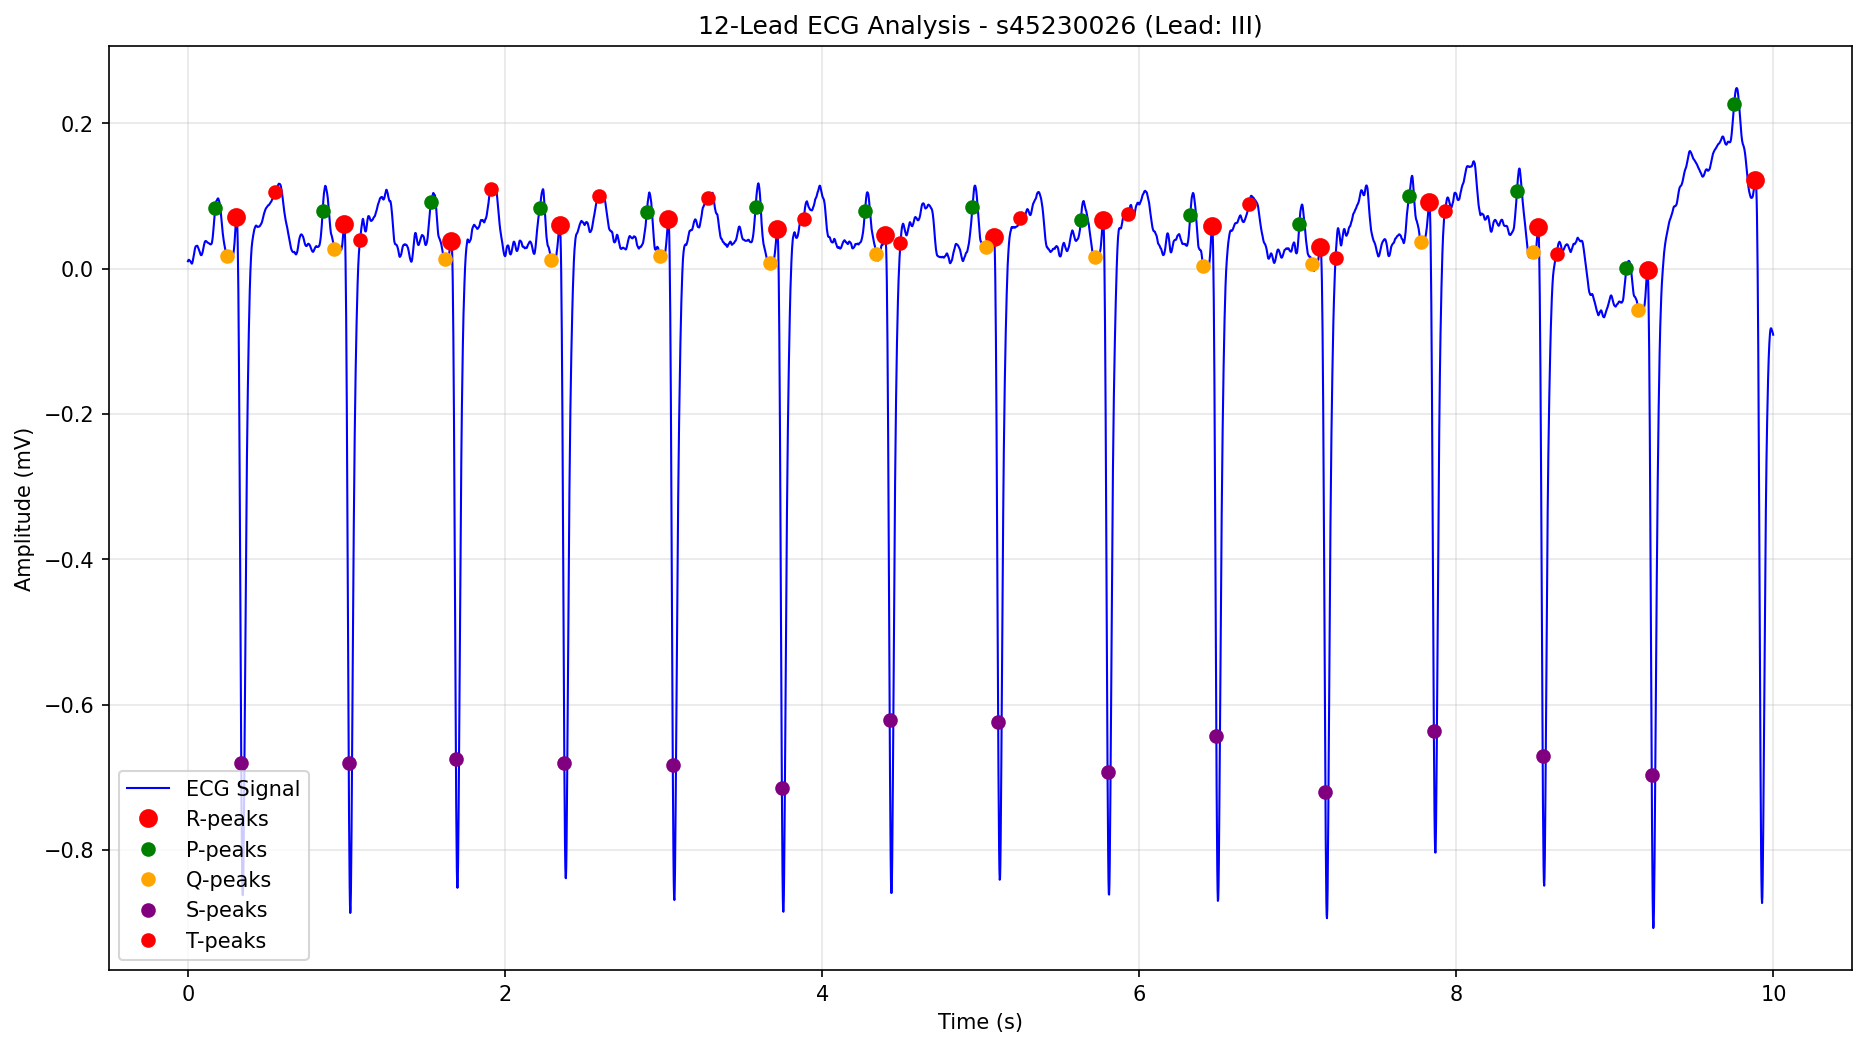 12-Lead ECG Analysis - s45230026 (Lead: III)
Amplitude (mV)
0.2
0.0
−0.2
−0.4
−0.6
−0.8
ECG Signal
R-peaks
P-peaks
Q-peaks
S-peaks
T-peaks
0 2 4 6 8 10
Time (s)